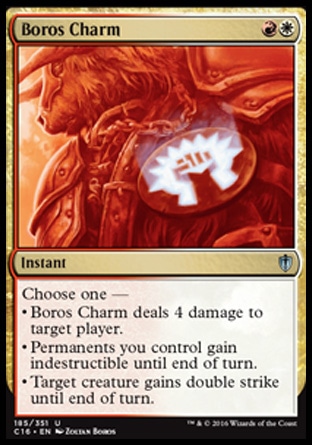 Boros Charm
Instant
Choose one —
• Boros Charm deals 4 damage to
target player.
• Permanents you control gain
indestructible until end of turn.
• Target creature gains double strike
until end of turn.
185/351 U
C16 • EN Zoltan Boros
™ & © 2016 Wizards of the Coast